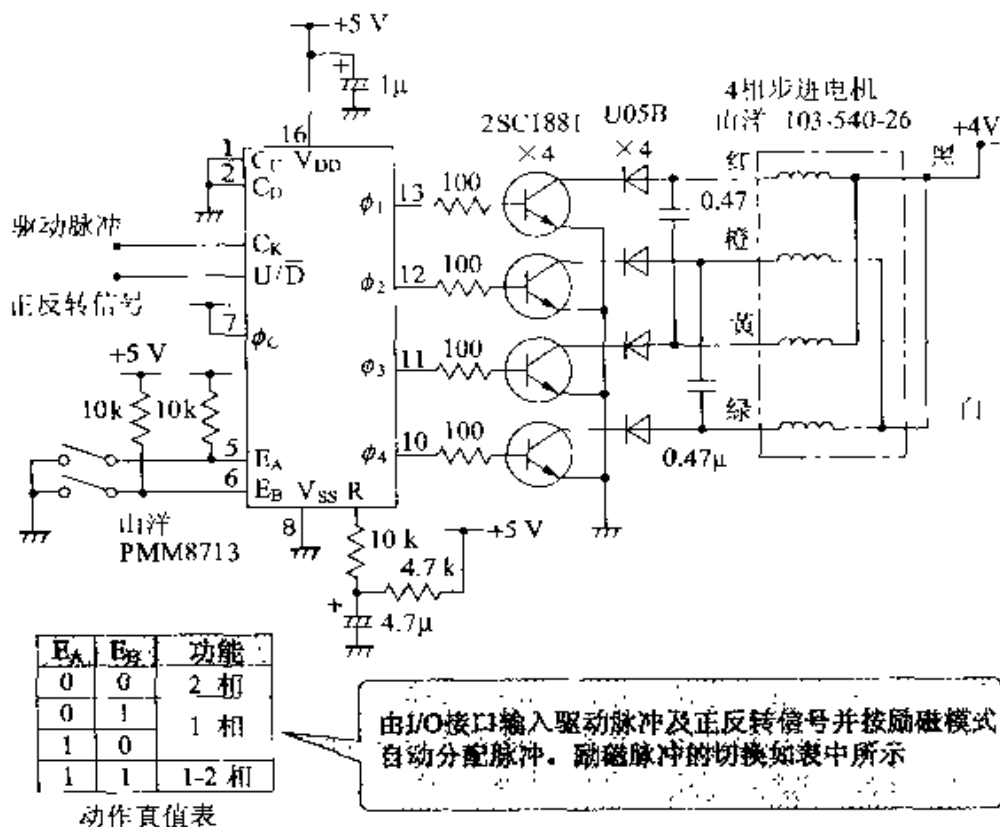 +5 V
+
1μ
4相步进电机
山洋 103-540-26
2SC1881
×4
U05B
×4
+4V
16
V_DD
1
C_U
2
C_D
驱动脉冲
C_K
U/D̅
正反转信号
7
ϕ_C
+5 V
10k
10k
5
E_A
6
E_B
V_SS
R
8
山洋
PMM8713
ϕ_1
13
100
ϕ_2
12
100
ϕ_3
11
100
ϕ_4
10
100
红
黑
0.47
橙
黄
绿
白
0.47μ
10 k
+5 V
4.7 k
+
4.7μ
E_A E_B 功能
0 0 2 相
0 1 1 相
1 0
1 1 1-2 相
动作真值表
由I/O接口输入驱动脉冲及正反转信号并按励磁模式
自动分配脉冲。励磁脉冲的切换如表中所示